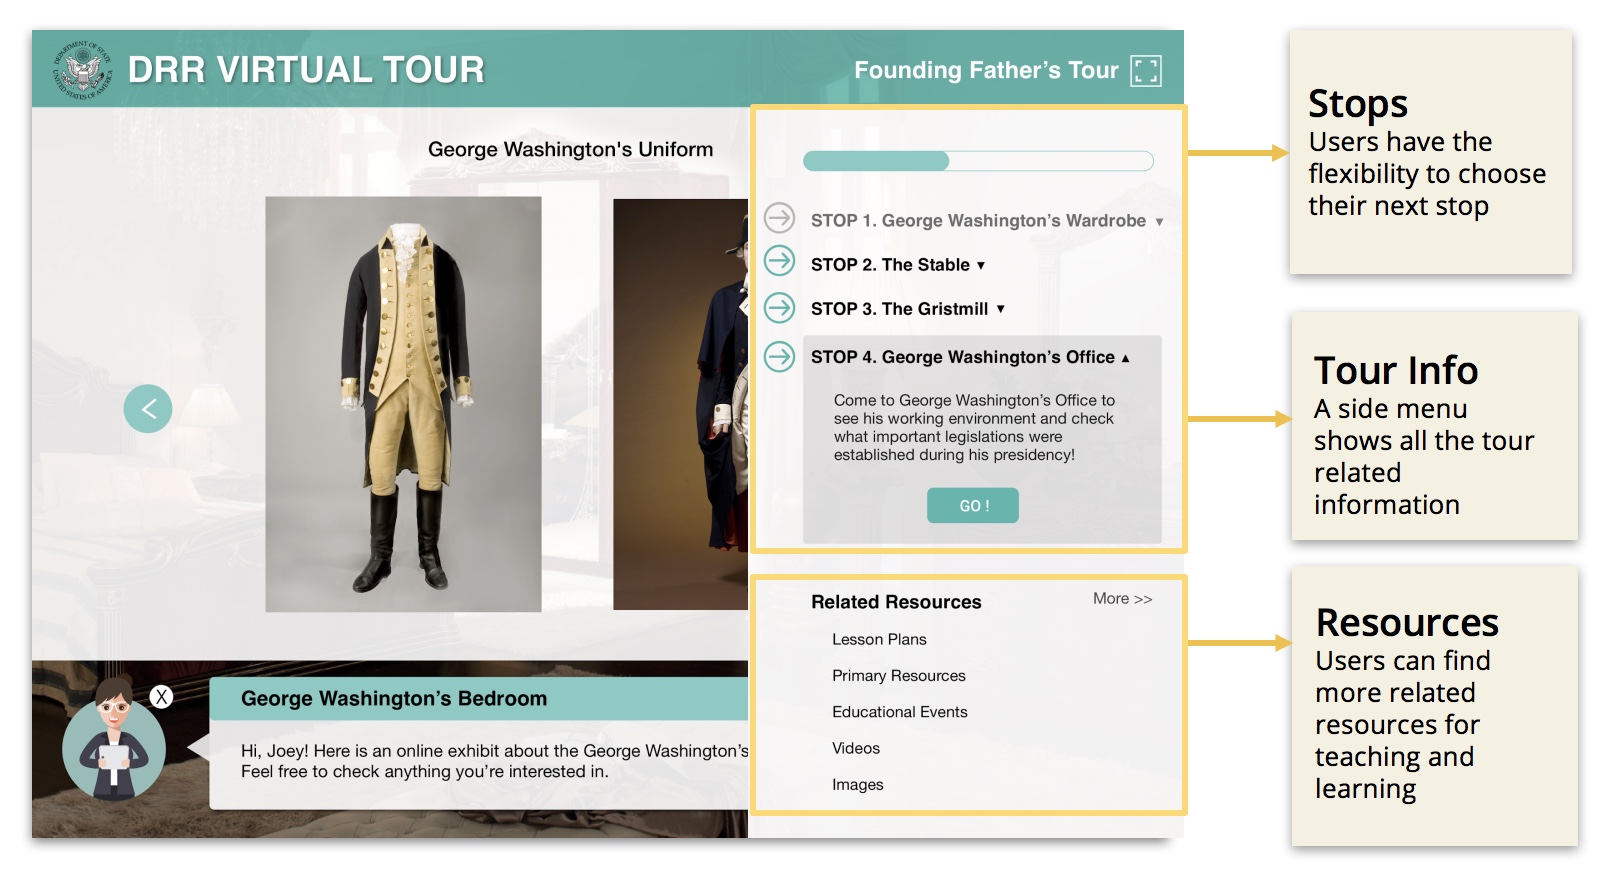 DEPARTMENT OF STATE
UNITED STATES OF AMERICA
DRR VIRTUAL TOUR
Founding Father’s Tour
George Washington's Uniform
STOP 1. George Washington’s Wardrobe ▼
STOP 2. The Stable ▼
STOP 3. The Gristmill ▼
STOP 4. George Washington’s Office ▲
Come to George Washington’s Office to
see his working environment and check
what important legislations were
established during his presidency!
GO !
Related Resources
More >>
Lesson Plans
Primary Resources
Educational Events
Videos
Images
X
George Washington’s Bedroom
Hi, Joey! Here is an online exhibit about the George Washington’s
Feel free to check anything you’re interested in.
Stops
Users have the
flexibility to choose
their next stop
Tour Info
A side menu
shows all the tour
related
information
Resources
Users can find
more related
resources for
teaching and
learning